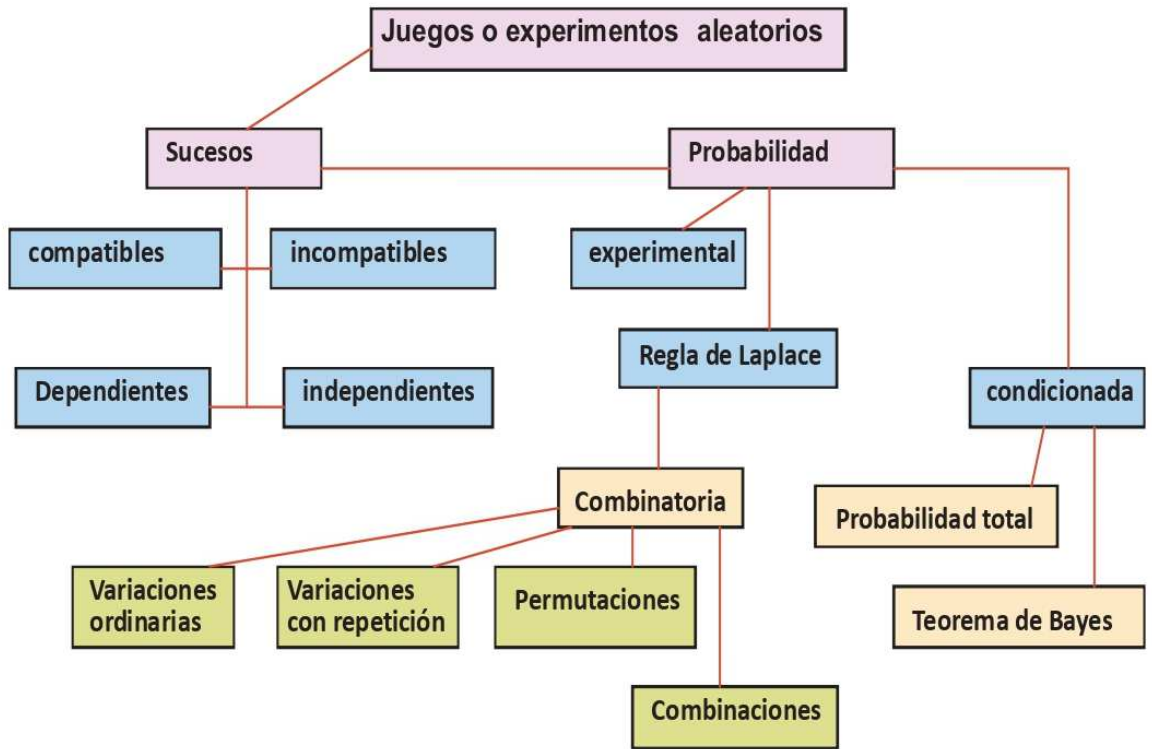 Juegos o experimentos aleatorios
Sucesos
Probabilidad
compatibles
incompatibles
experimental
Regla de Laplace
Dependientes
independientes
condicionada
Combinatoria
Probabilidad total
Variaciones
ordinarias
Variaciones
con repetición
Permutaciones
Teorema de Bayes
Combinaciones